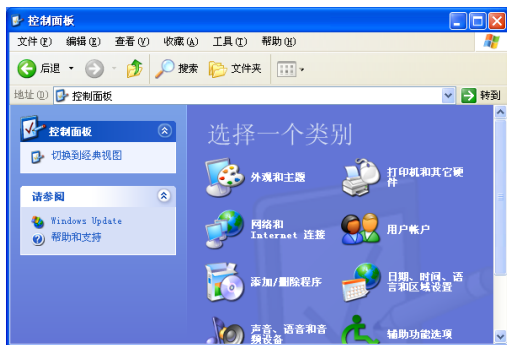 控制面板
文件(F) 编辑(E) 查看(V) 收藏(A) 工具(T) 帮助(H)
后退 搜索 文件夹
地址(D) 控制面板 转到
控制面板
切换到经典视图
请参阅
Windows Update
帮助和支持
选择一个类别
外观和主题
打印机和其它硬
件
网络和
Internet 连接
用户帐户
添加/删除程序
日期、时间、语
言和区域设置
声音、语音和音
频设备
辅助功能选项